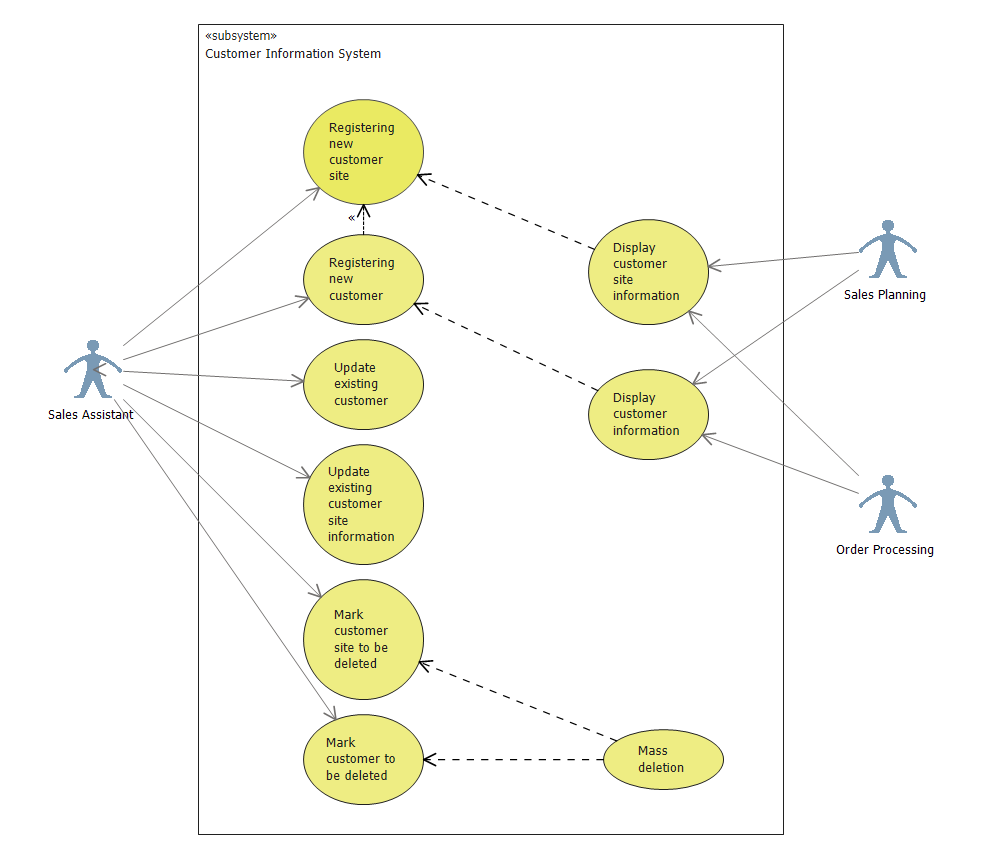 «subsystem»
Customer Information System
Registering
new
customer
site
«
Registering
new
customer
Display
customer
site
information
Sales Planning
Update
existing
customer
Sales Assistant
Display
customer
information
Update
existing
customer
site
information
Order Processing
Mark
customer
site to be
deleted
Mark
customer to
be deleted
Mass
deletion